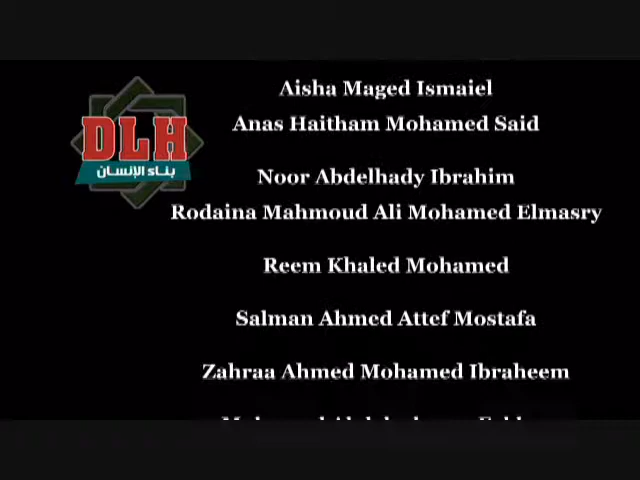 DLH
بناء الإنسان
Aisha Maged Ismaiel
Anas Haitham Mohamed Said
Noor Abdelhady Ibrahim
Rodaina Mahmoud Ali Mohamed Elmasry
Reem Khaled Mohamed
Salman Ahmed Attef Mostafa
Zahraa Ahmed Mohamed Ibraheem